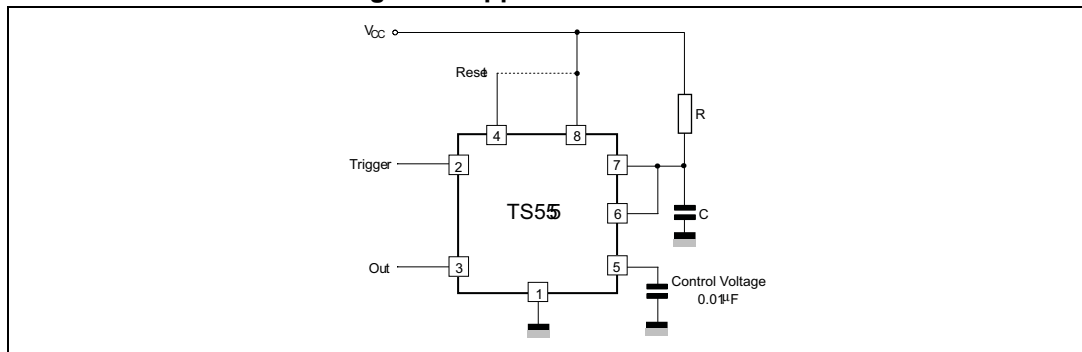 VCC
Reset
R
4
8
Trigger
2
7
TS555
6
C
Out
3
5
1
Control Voltage
0.01µF